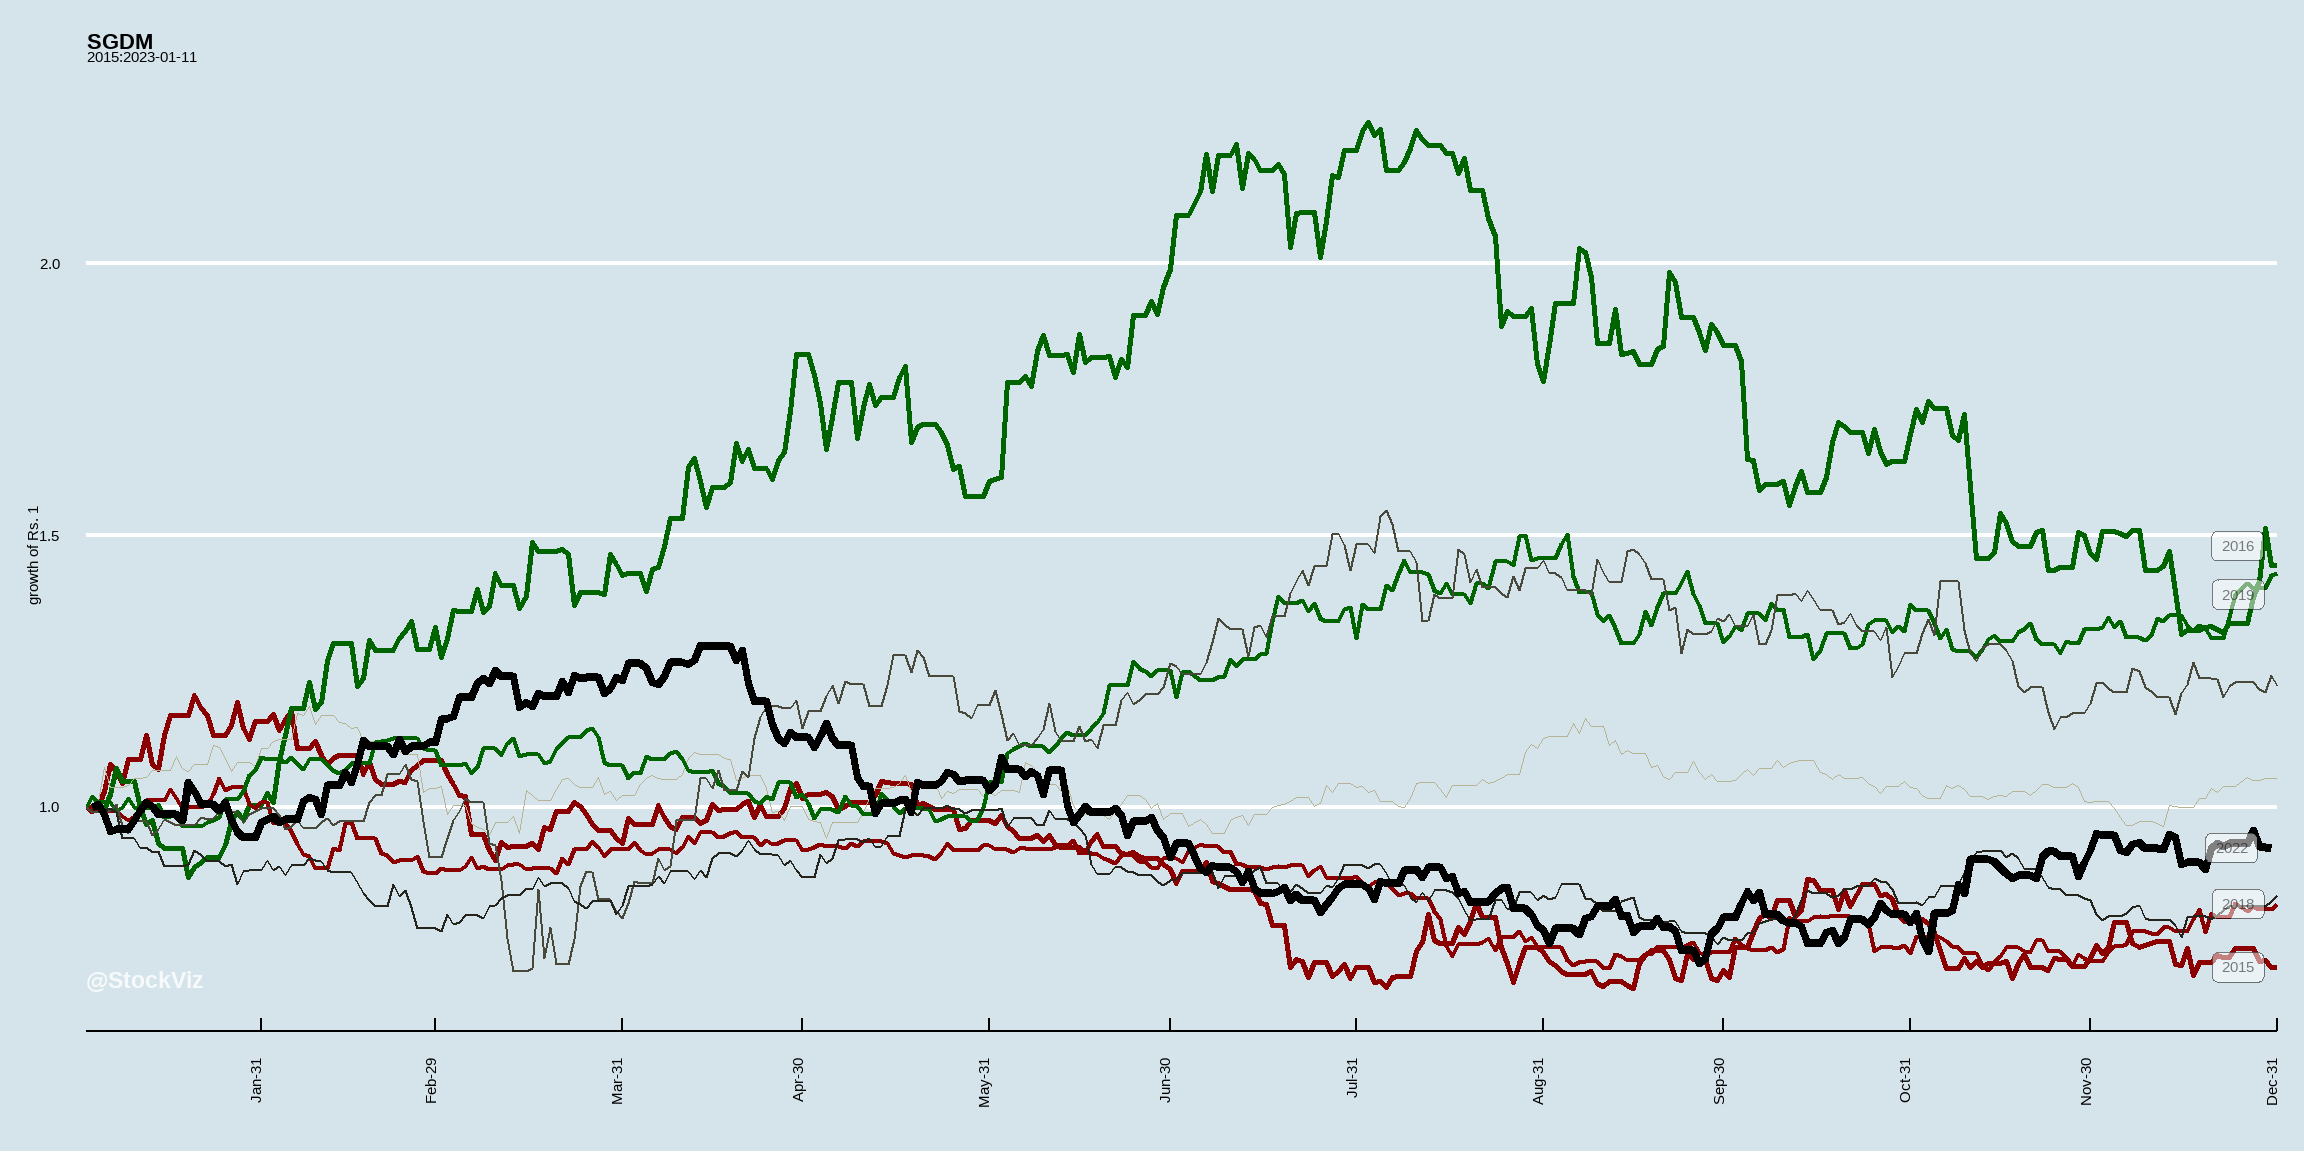 SGDM
2015:2023-01-11
growth of Rs. 1
2.0
1.5
1.0
2016
2019
2022
2018
2015
@StockViz
Jan-31
Feb-29
Mar-31
Apr-30
May-31
Jun-30
Jul-31
Aug-31
Sep-30
Oct-31
Nov-30
Dec-31